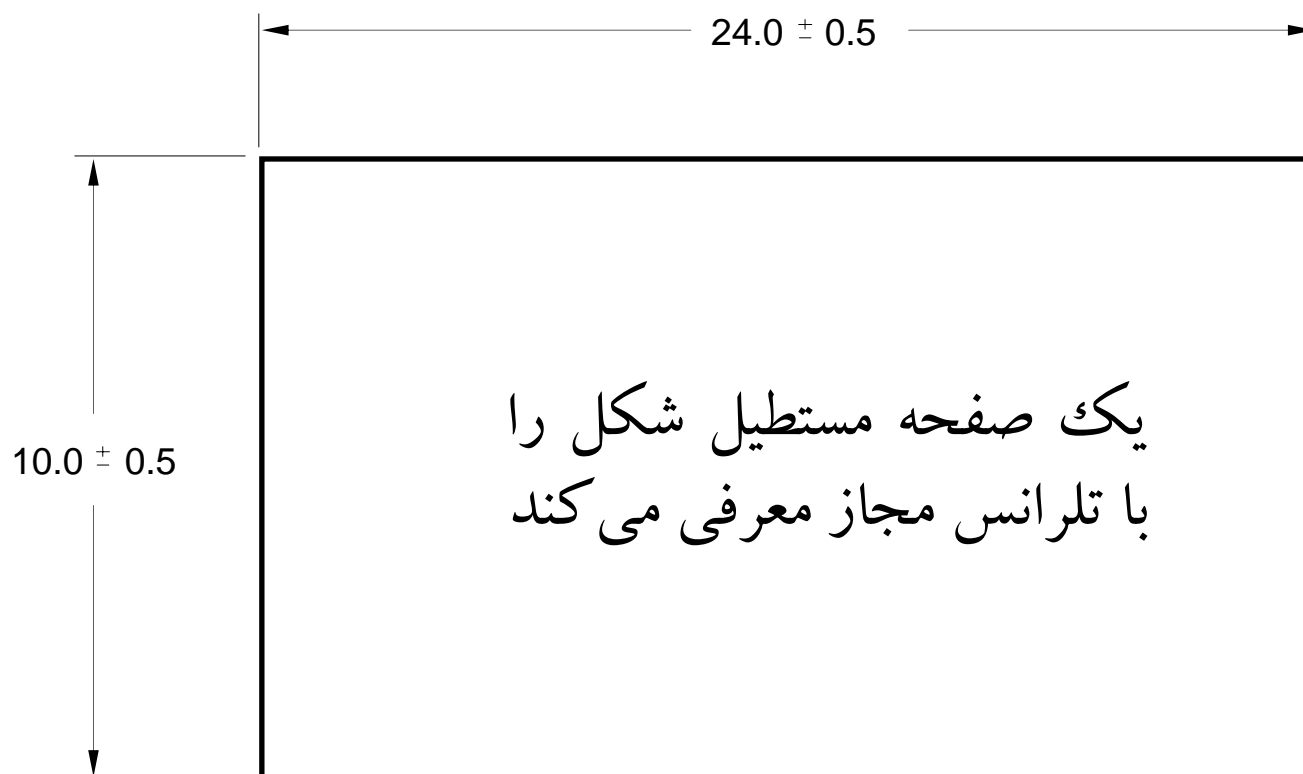 24.0 ± 0.5
یک صفحه مستطیل شکل را
10.0 ± 0.5
با تلرانس مجاز معرفی می کند